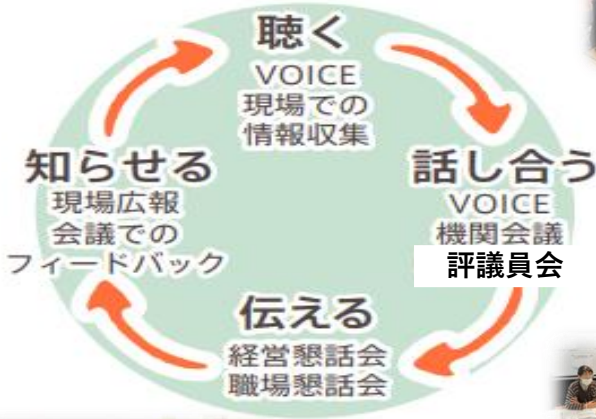 聴く
VOICE
現場での
情報収集
話し合う
VOICE
機関会議
評議員会
伝える
経営懇話会
職場懇話会
知らせる
現場広報
会議での
フィードバック